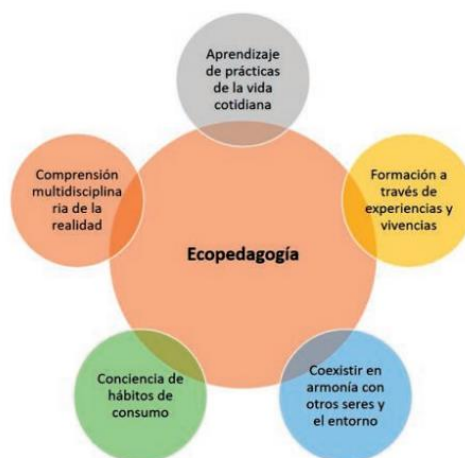 Aprendizaje
de prácticas
de la vida
cotidiana
Comprensión
multidisciplina
ria de la
realidad
Formación a
través de
experiencias y
vivencias
Ecopedagogía
Conciencia de
hábitos de
consumo
Coexistir en
armonía con
otros seres y
el entorno